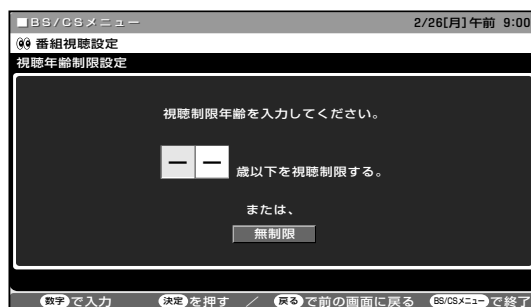 ■BS/CSメニュー 2/26[月]午前 9:00
番組視聴設定
視聴年齢制限設定
視聴制限年齢を入力してください。
－ － 歳以下を視聴制限する。
または、
無制限
数字で入力 決定を押す ／ 戻るで前の画面に戻る BS/CSメニューで終了